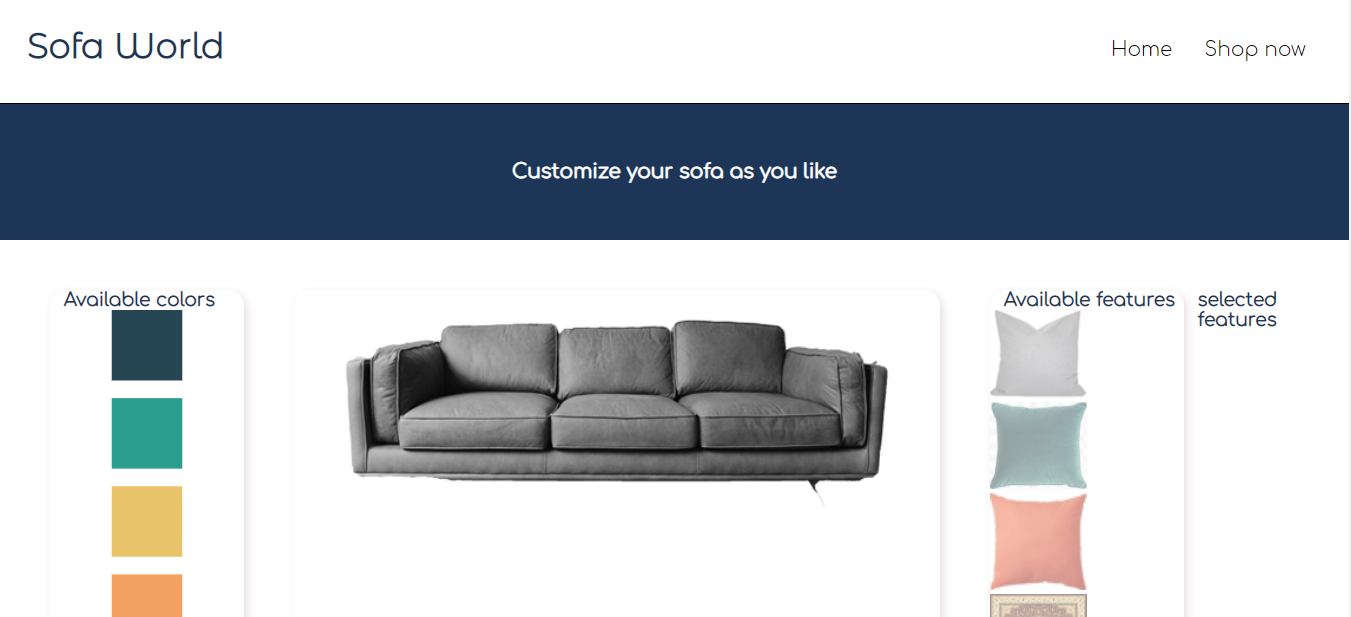 Sofa World
Home
Shop now
Customize your sofa as you like
Available colors
Available features
selected
features